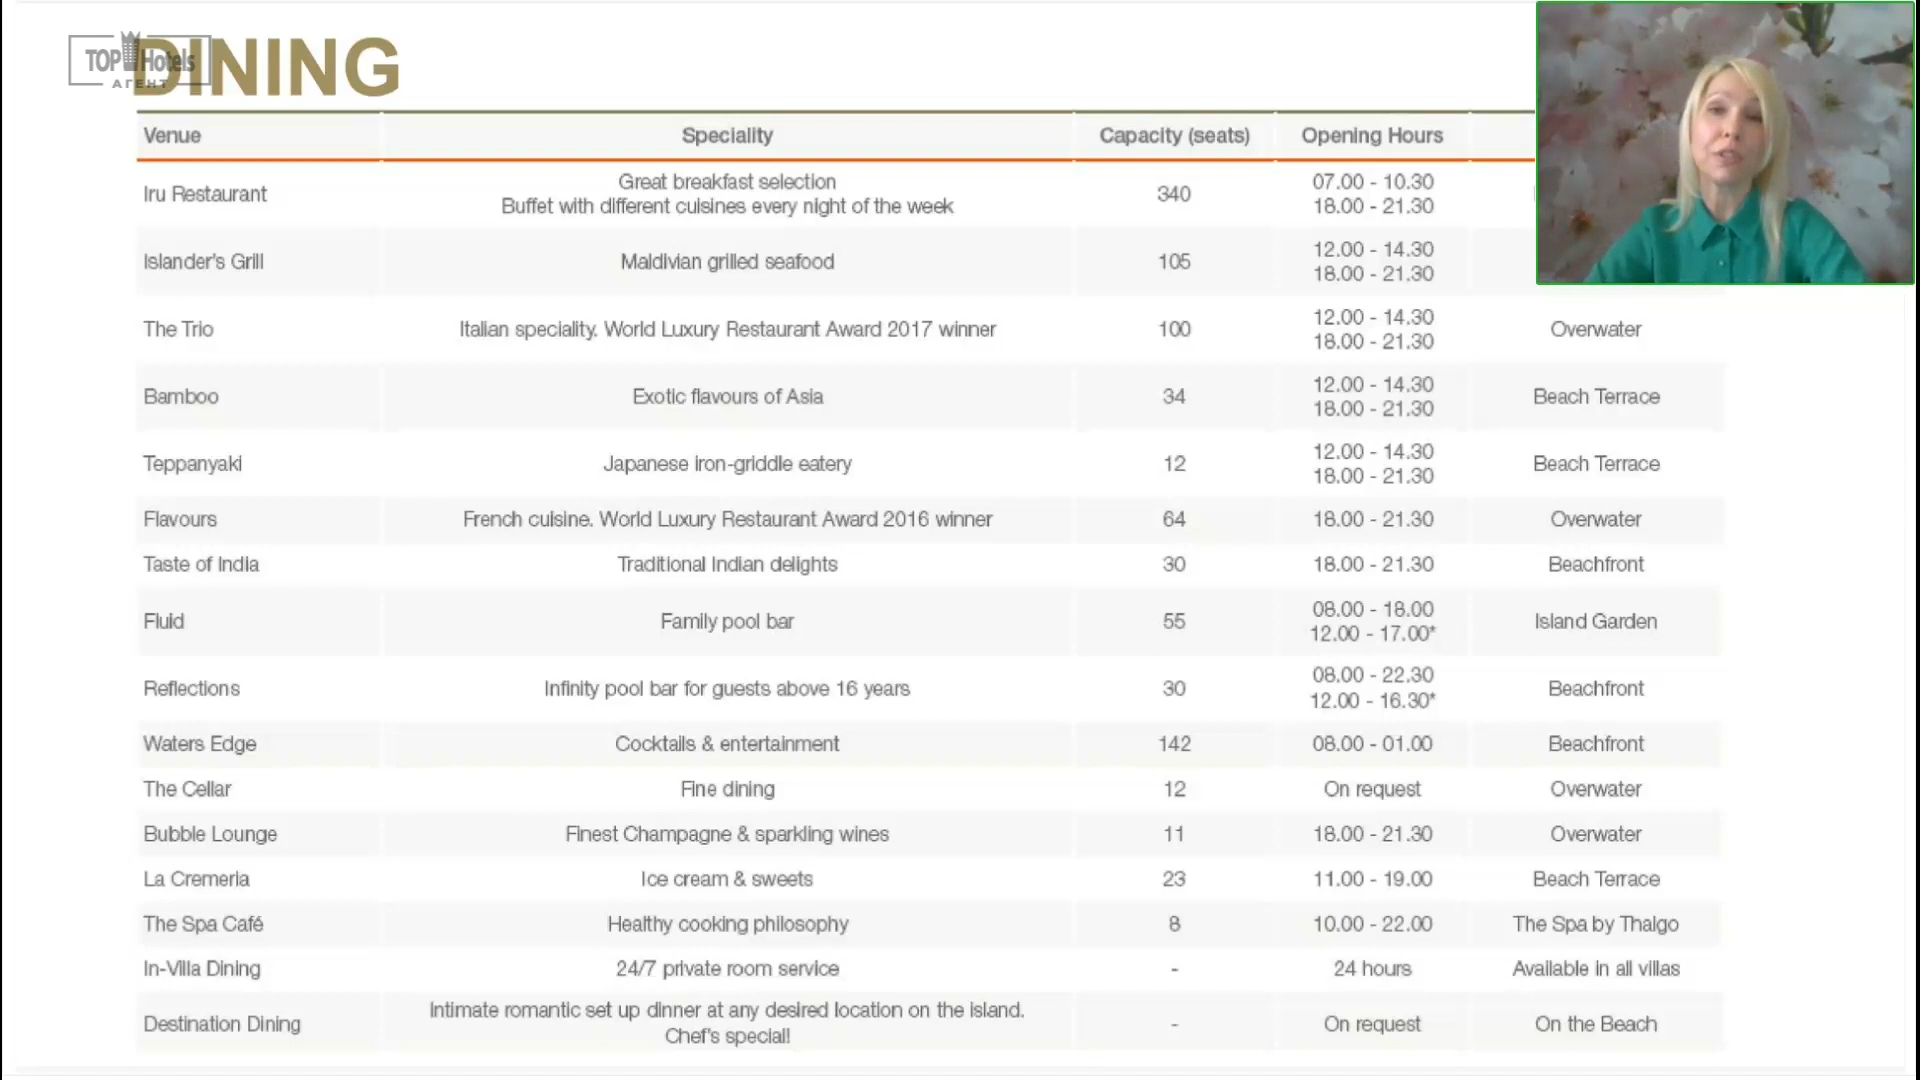 TOP Hotels
АГЕНТ
DINING
Venue Speciality Capacity (seats) Opening Hours
Iru Restaurant Great breakfast selection 340 07.00 - 10.30
Buffet with different cuisines every night of the week 18.00 - 21.30
Islander's Grill Maldivian grilled seafood 105 12.00 - 14.30
18.00 - 21.30
The Trio Italian speciality. World Luxury Restaurant Award 2017 winner 100 12.00 - 14.30 Overwater
18.00 - 21.30
Bamboo Exotic flavours of Asia 34 12.00 - 14.30 Beach Terrace
18.00 - 21.30
Teppanyaki Japanese iron-griddle eatery 12 12.00 - 14.30 Beach Terrace
18.00 - 21.30
Flavours French cuisine. World Luxury Restaurant Award 2016 winner 64 18.00 - 21.30 Overwater
Taste of India Traditional Indian delights 30 18.00 - 21.30 Beachfront
Fluid Family pool bar 55 08.00 - 18.00 Island Garden
12.00 - 17.00*
Reflections Infinity pool bar for guests above 16 years 30 08.00 - 22.30 Beachfront
12.00 - 16.30*
Waters Edge Cocktails & entertainment 142 08.00 - 01.00 Beachfront
The Cellar Fine dining 12 On request Overwater
Bubble Lounge Finest Champagne & sparkling wines 11 18.00 - 21.30 Overwater
La Cremeria Ice cream & sweets 23 11.00 - 19.00 Beach Terrace
The Spa Café Healthy cooking philosophy 8 10.00 - 22.00 The Spa by Thalgo
In-Villa Dining 24/7 private room service - 24 hours Available in all villas
Destination Dining Intimate romantic set up dinner at any desired location on the island. - On request On the Beach
Chef's special!